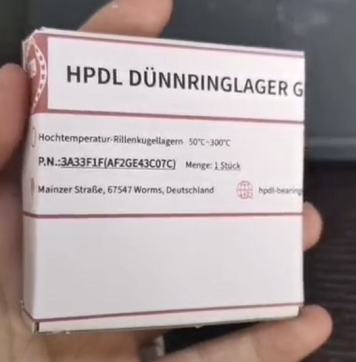 HPDL DÜNNRINGLAGER G
Hochtemperatur-Rillenkugellagern 50°C~300°C
P.N.:3A33F1F(AF2GE43C07C) Menge: 1 Stück
Mainzer Straße, 67547 Worms, Deutschland hpdl-bearing